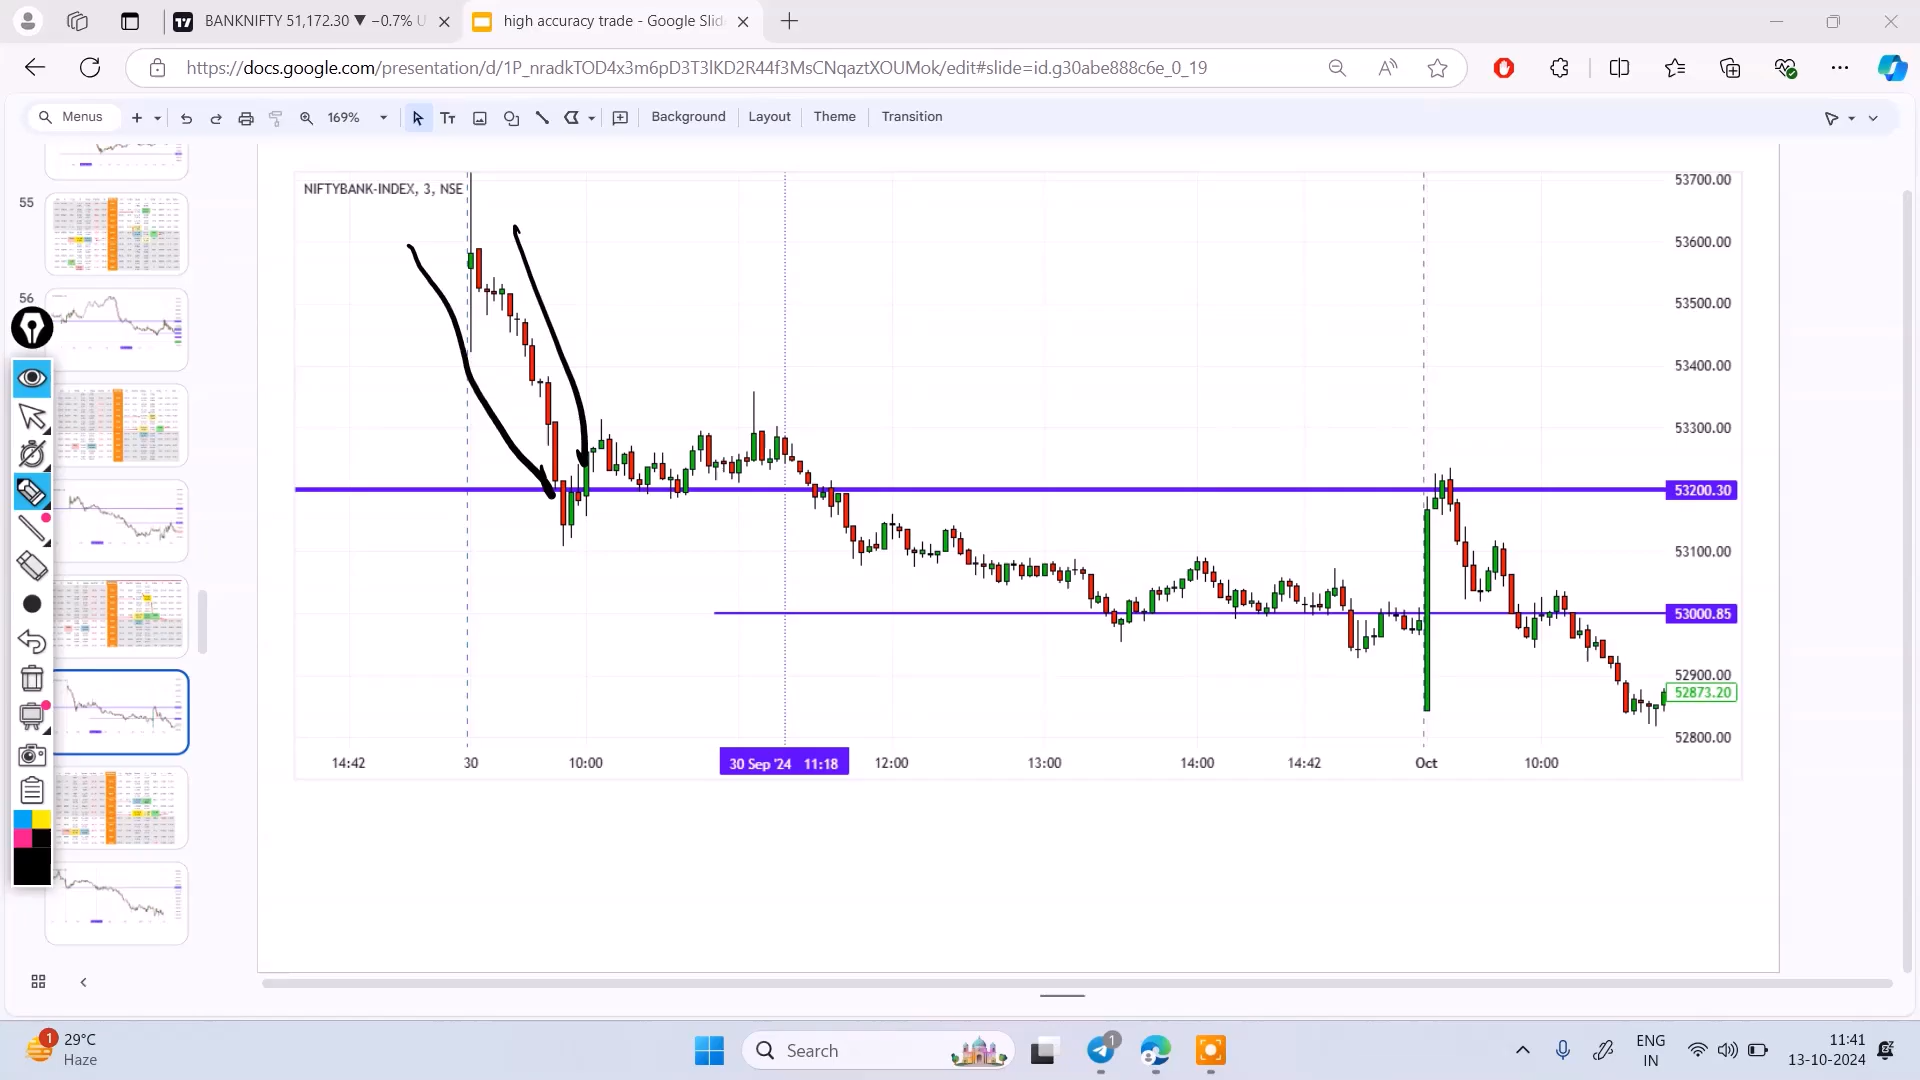 BANKNIFTY 51,172.30 ▼ −0.7% U
high accuracy trade - Google Slid
https://docs.google.com/presentation/d/1P_nradkTOD4x3m6pD3T3lKD2R44f3MsCNqaztXOUMok/edit#slide=id.g30abe888c6e_0_19
Menus
169%
Background
Layout
Theme
Transition
55
56
NIFTYBANK-INDEX, 3, NSE
53700.00
53600.00
53500.00
53400.00
53300.00
53200.30
53100.00
53000.85
52900.00
52873.20
52800.00
14:42
30
10:00
30 Sep '24 11:18
12:00
13:00
14:00
14:42
Oct
10:00
1
29°C
Haze
Search
1
ENG
IN
11:41
13-10-2024